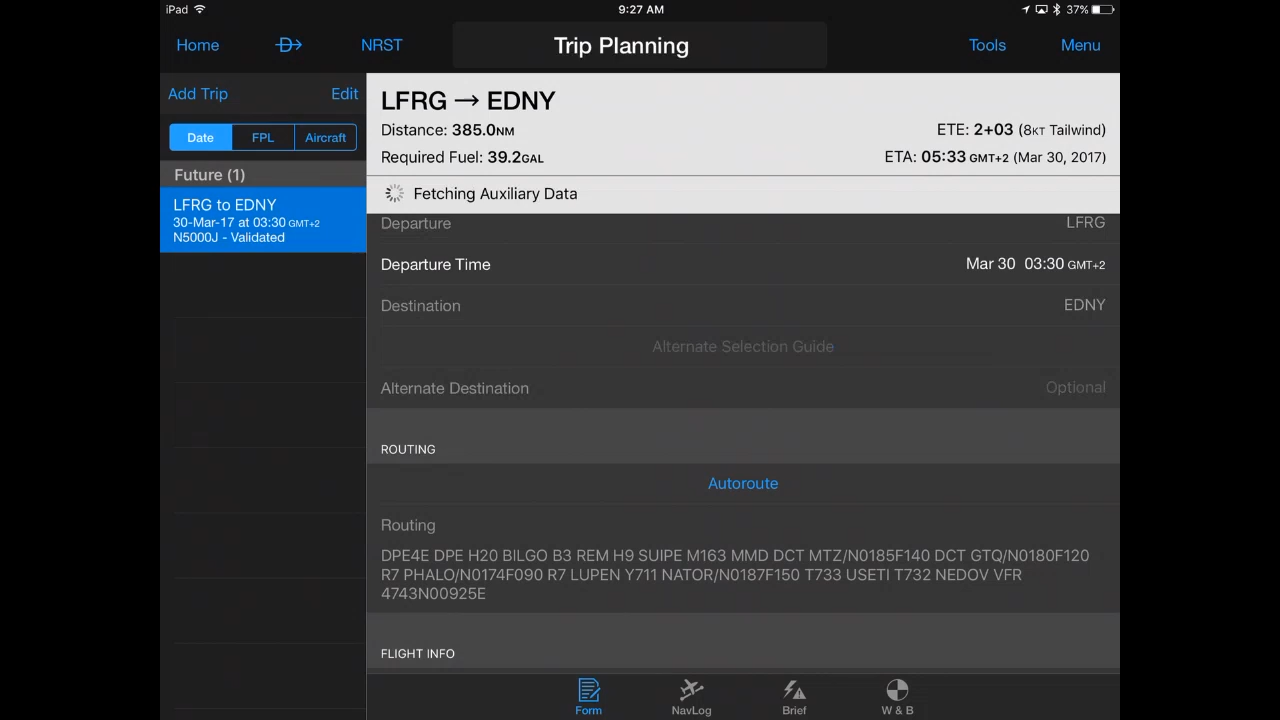 iPad 9:27 AM 37%
Home NRST Trip Planning Tools Menu
Add Trip Edit
Date FPL Aircraft
Future (1)
LFRG to EDNY
30-Mar-17 at 03:30 GMT+2
N5000J - Validated
LFRG → EDNY
Distance: 385.0NM ETE: 2+03 (8KT Tailwind)
Required Fuel: 39.2GAL ETA: 05:33 GMT+2 (Mar 30, 2017)
Fetching Auxiliary Data
Departure LFRG
Departure Time Mar 30 03:30 GMT+2
Destination EDNY
Alternate Selection Guide
Alternate Destination Optional
ROUTING
Autoroute
Routing
DPE4E DPE H20 BILGO B3 REM H9 SUIPE M163 MMD DCT MTZ/N0185F140 DCT GTQ/N0180F120
R7 PHALO/N0174F090 R7 LUPEN Y711 NATOR/N0187F150 T733 USETI T732 NEDOV VFR
4743N00925E
FLIGHT INFO
Form NavLog Brief W & B